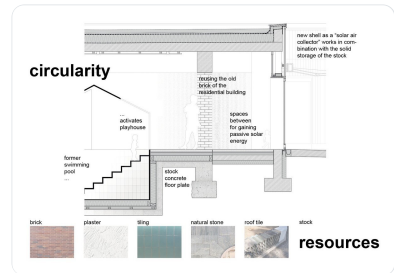 new shell as a "solar air
collector" works in com-
bination with the solid
storage of the stock
circularity
reusing the old
brick of the
residential building
...
activates
playhouse
spaces
between
for gaining
passive solar
energy
former
swimming
pool
...
stock
concrete
floor plate
brick
plaster
tiling
natural stone
roof tile
stock
resources